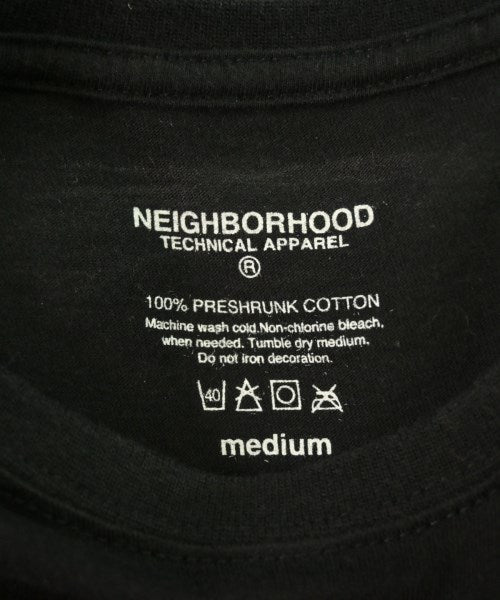 NEIGHBORHOOD
TECHNICAL APPAREL
®
100% PRESHRUNK COTTON
Machine wash cold.Non-chlorine bleach,
when needed. Tumble dry medium.
Do not iron decoration.
40
medium